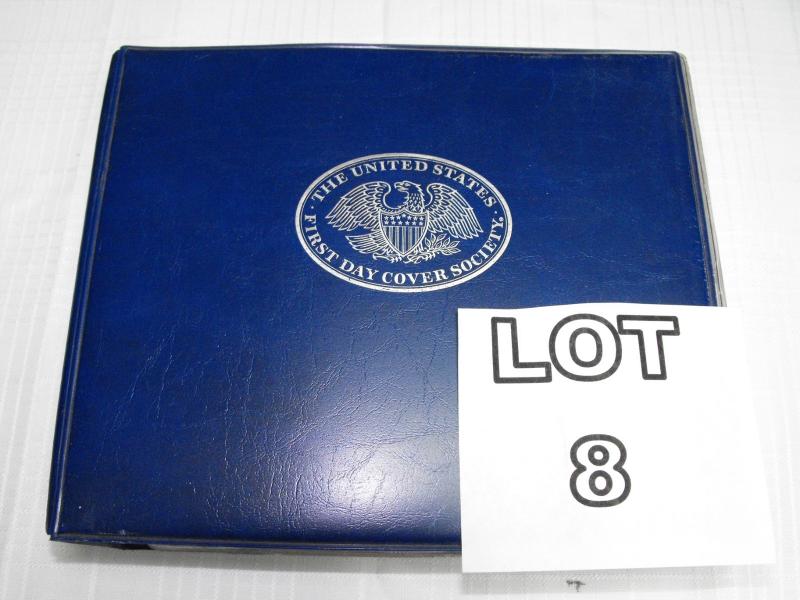 · THE UNITED STATES ·
FIRST DAY COVER SOCIETY.
LOT
8